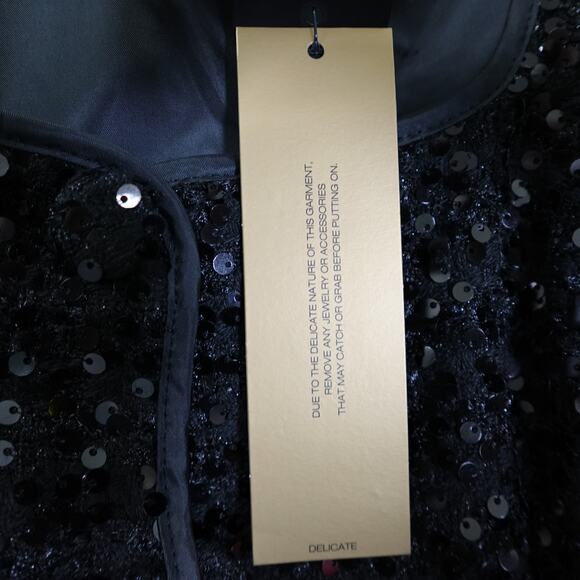 DUE TO THE DELICATE NATURE OF THIS GARMENT,
REMOVE ANY JEWELRY OR ACCESSORIES
THAT MAY CATCH OR GRAB BEFORE PUTTING ON.
DELICATE